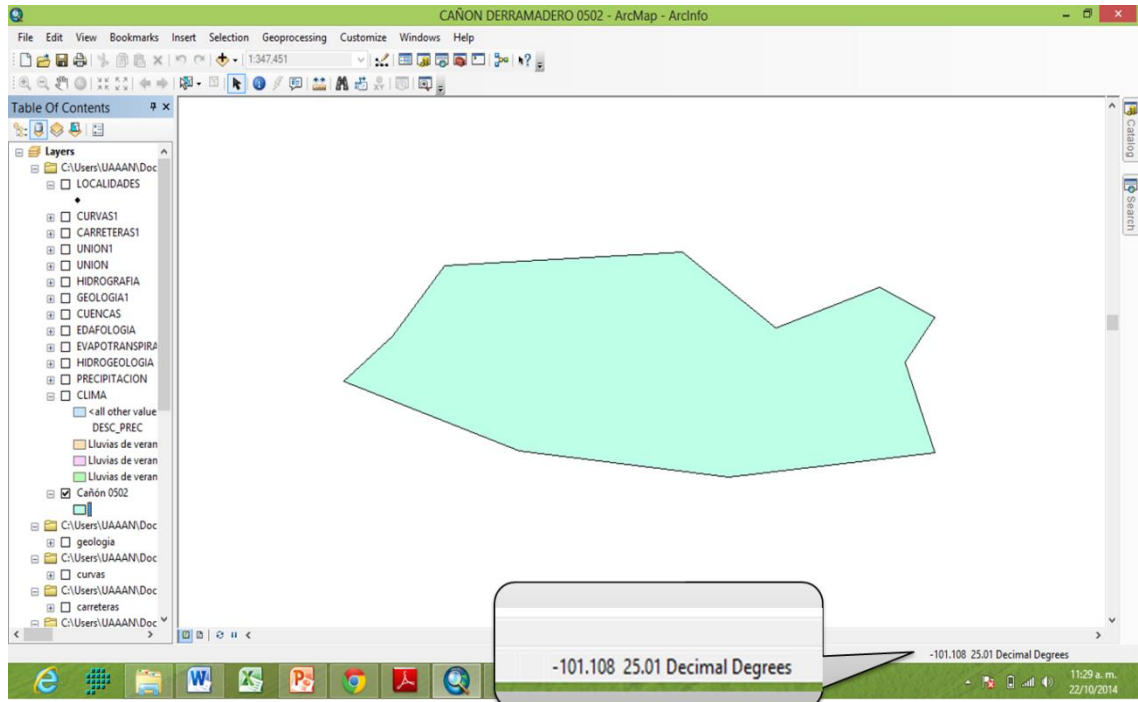 CAÑON DERRAMADERO 0502 - ArcMap - ArcInfo
File Edit View Bookmarks Insert Selection Geoprocessing Customize Windows Help
1:347,451
Table Of Contents
Layers
C:\Users\UAAAN\Doc
LOCALIDADES
CURVAS1
CARRETERAS1
UNION1
UNION
HIDROGRAFIA
GEOLOGIA1
CUENCAS
EDAFOLOGIA
EVAPOTRANSPIRA
HIDROGEOLOGIA
PRECIPITACION
CLIMA
<all other value
DESC_PREC
Lluvias de veran
Lluvias de veran
Lluvias de veran
Cañón 0502
C:\Users\UAAAN\Doc
geologia
C:\Users\UAAAN\Doc
curvas
C:\Users\UAAAN\Doc
carreteras
C:\Users\UAAAN\Doc
Catalog
Search
-101.108 25.01 Decimal Degrees
-101.108 25.01 Decimal Degrees
11:29 a. m.
22/10/2014